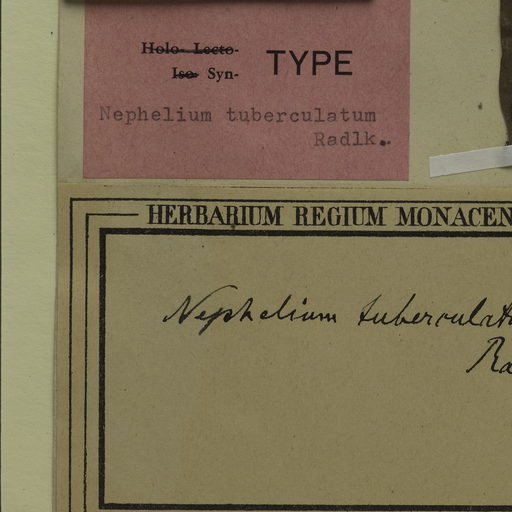 Holo- Lecto-
Iso- Syn- TYPE
Nephelium tuberculatum
Radlk.
HERBARIUM REGIUM MONACEN
Nephelium tuberculat
Ra